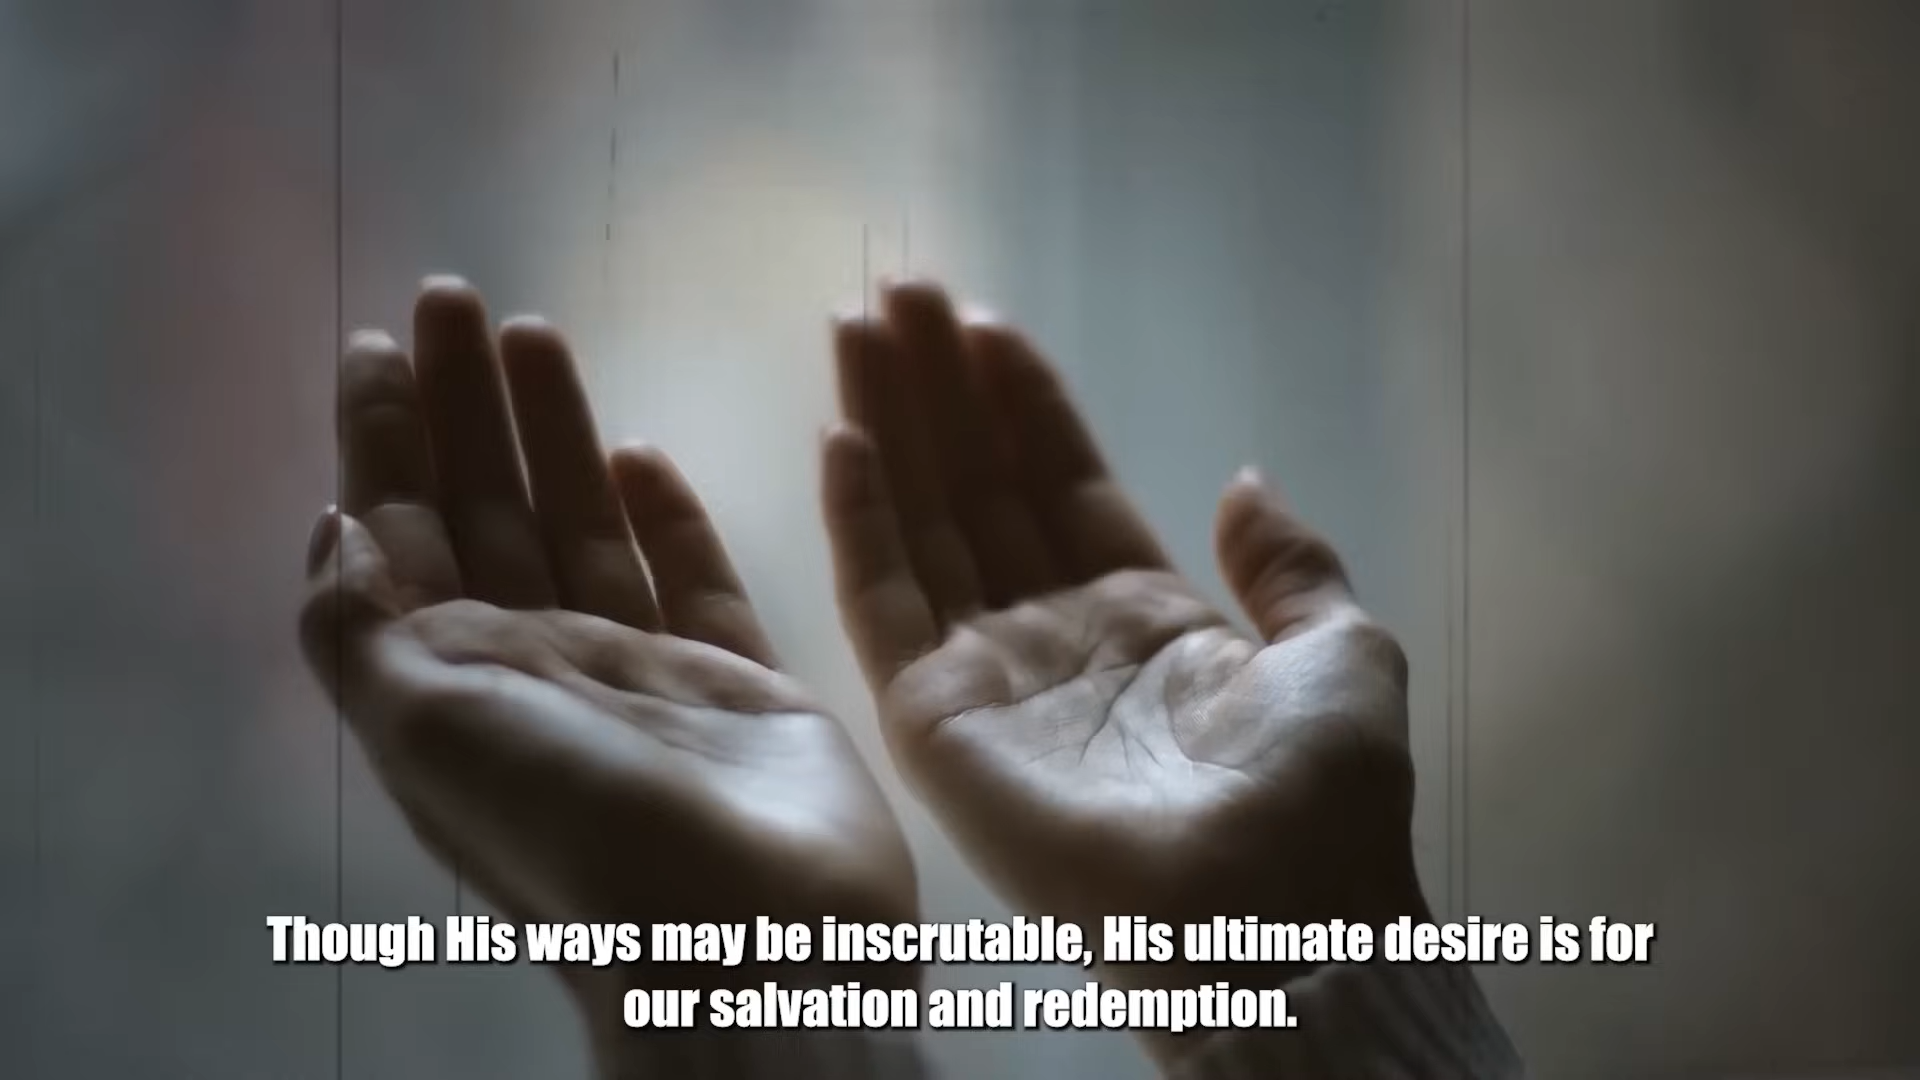 Though His ways may be inscrutable, His ultimate desire is for
our salvation and redemption.